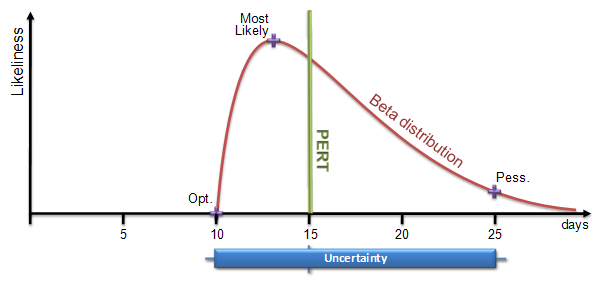 Likeliness
Most
Likely
Beta distribution
PERT
Opt.
Pess.
5
10
15
20
25
days
Uncertainty